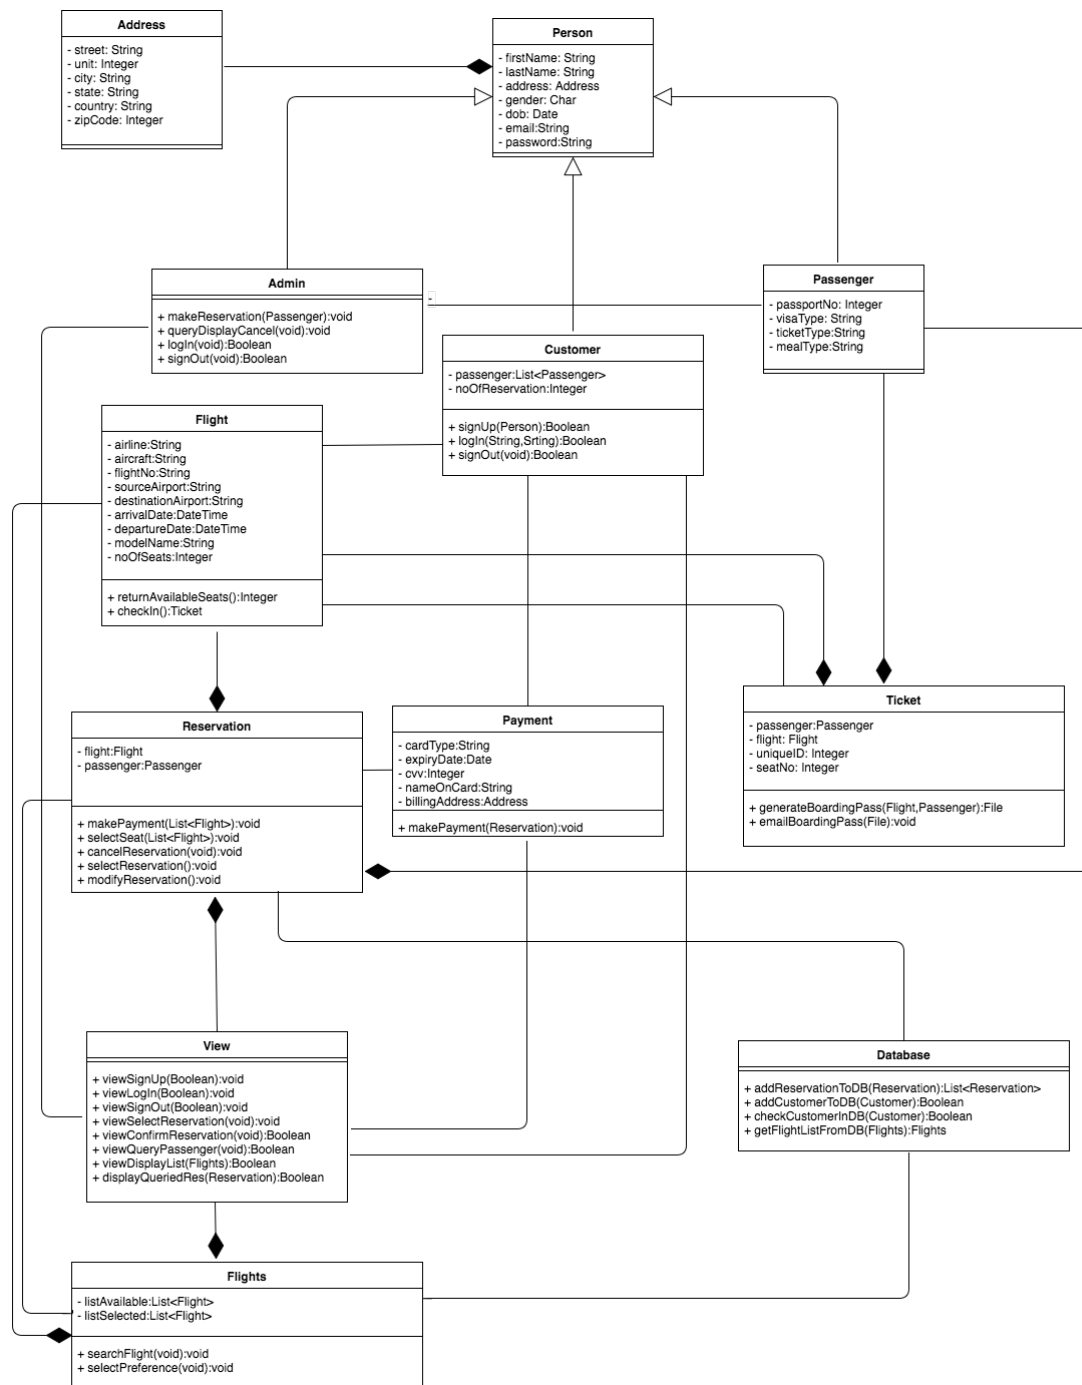 Address
- street: String
- unit: Integer
- city: String
- state: String
- country: String
- zipCode: Integer
Person
- firstName: String
- lastName: String
- address: Address
- gender: Char
- dob: Date
- email:String
- password:String
Admin
+ makeReservation(Passenger):void
+ queryDisplayCancel(void):void
+ logIn(void):Boolean
+ signOut(void):Boolean
-
Passenger
- passportNo: Integer
- visaType: String
- ticketType:String
- mealType:String
Customer
- passenger:List<Passenger>
- noOfReservation:Integer
+ signUp(Person):Boolean
+ logIn(String,Srting):Boolean
+ signOut(void):Boolean
Flight
- airline:String
- aircraft:String
- flightNo:String
- sourceAirport:String
- destinationAirport:String
- arrivalDate:DateTime
- departureDate:DateTime
- modelName:String
- noOfSeats:Integer
+ returnAvailableSeats():Integer
+ checkIn():Ticket
Reservation
- flight:Flight
- passenger:Passenger
+ makePayment(List<Flight>):void
+ selectSeat(List<Flight>):void
+ cancelReservation(void):void
+ selectReservation():void
+ modifyReservation():void
Payment
- cardType:String
- expiryDate:Date
- cvv:Integer
- nameOnCard:String
- billingAddress:Address
+ makePayment(Reservation):void
Ticket
- passenger:Passenger
- flight: Flight
- uniqueID: Integer
- seatNo: Integer
+ generateBoardingPass(Flight,Passenger):File
+ emailBoardingPass(File):void
View
+ viewSignUp(Boolean):void
+ viewLogIn(Boolean):void
+ viewSignOut(Boolean):void
+ viewSelectReservation(void):void
+ viewConfirmReservation(void):Boolean
+ viewQueryPassenger(void):Boolean
+ viewDisplayList(Flights):Boolean
+ displayQueriedRes(Reservation):Boolean
Database
+ addReservationToDB(Reservation):List<Reservation>
+ addCustomerToDB(Customer):Boolean
+ checkCustomerInDB(Customer):Boolean
+ getFlightListFromDB(Flights):Flights
Flights
- listAvailable:List<Flight>
- listSelected:List<Flight>
+ searchFlight(void):void
+ selectPreference(void):void